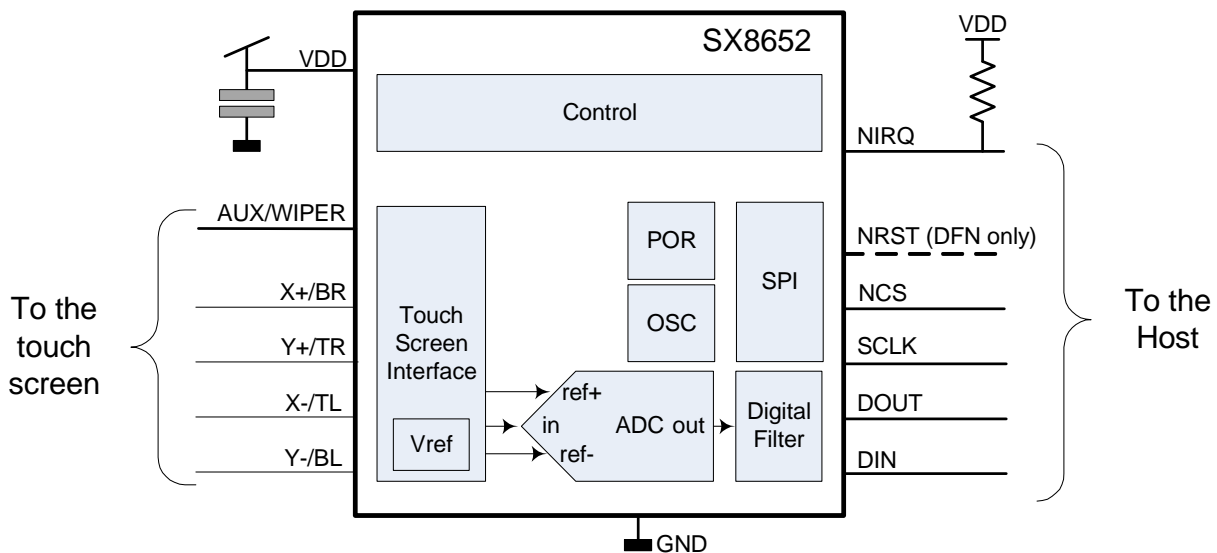 SX8652
VDD
VDD
Control
NIRQ
AUX/WIPER
NRST (DFN only)
POR
SPI
X+/BR
NCS
To the
touch
screen
Touch
Screen
Interface
OSC
To the
Host
Y+/TR
SCLK
ref+
X-/TL
DOUT
in
ADC out
Digital
Filter
Vref
ref-
Y-/BL
DIN
GND